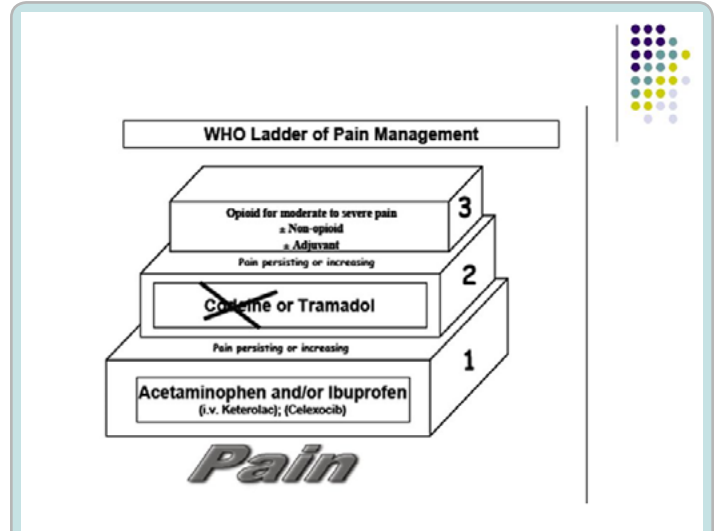 WHO Ladder of Pain Management
Opioid for moderate to severe pain
± Non-opioid
± Adjuvant
3
Pain persisting or increasing
2
Codeine or Tramadol
Pain persisting or increasing
1
Acetaminophen and/or Ibuprofen
(i.v. Keterolac); (Celexocib)
Pain